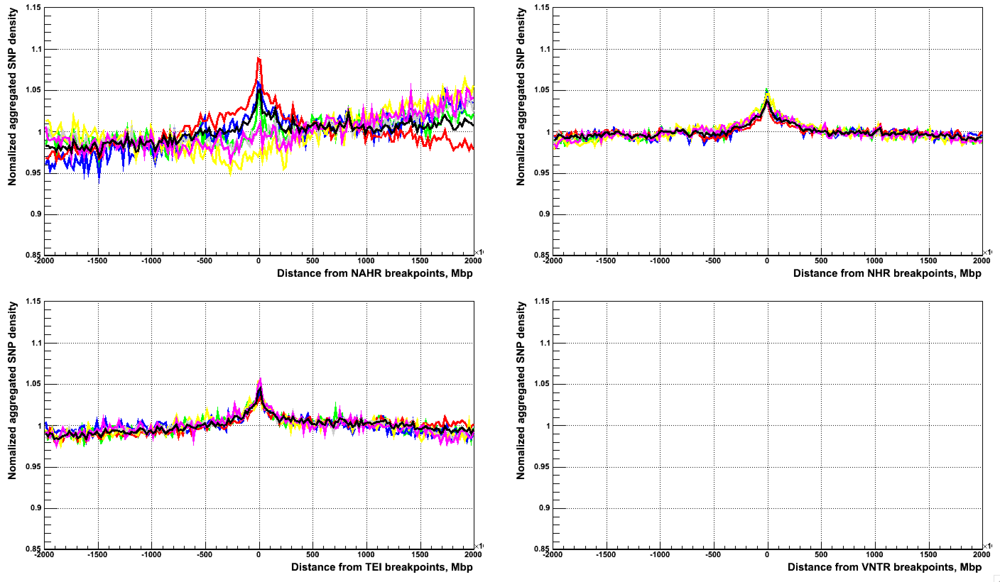 Nomalized aggregated SNP density
1.15
1.1
1.05
1
0.95
0.9
0.85
-2000 -1500 -1000 -500 0 500 1000 1500 2000
Distance from NAHR breakpoints, Mbp
Nomalized aggregated SNP density
1.15
1.1
1.05
1
0.95
0.9
0.85
-2000 -1500 -1000 -500 0 500 1000 1500 2000
Distance from NHR breakpoints, Mbp
Nomalized aggregated SNP density
1.15
1.1
1.05
1
0.95
0.9
0.85
-2000 -1500 -1000 -500 0 500 1000 1500 2000
Distance from TEI breakpoints, Mbp
Nomalized aggregated SNP density
1.15
1.1
1.05
1
0.95
0.9
0.85
-2000 -1500 -1000 -500 0 500 1000 1500 2000
Distance from VNTR breakpoints, Mbp